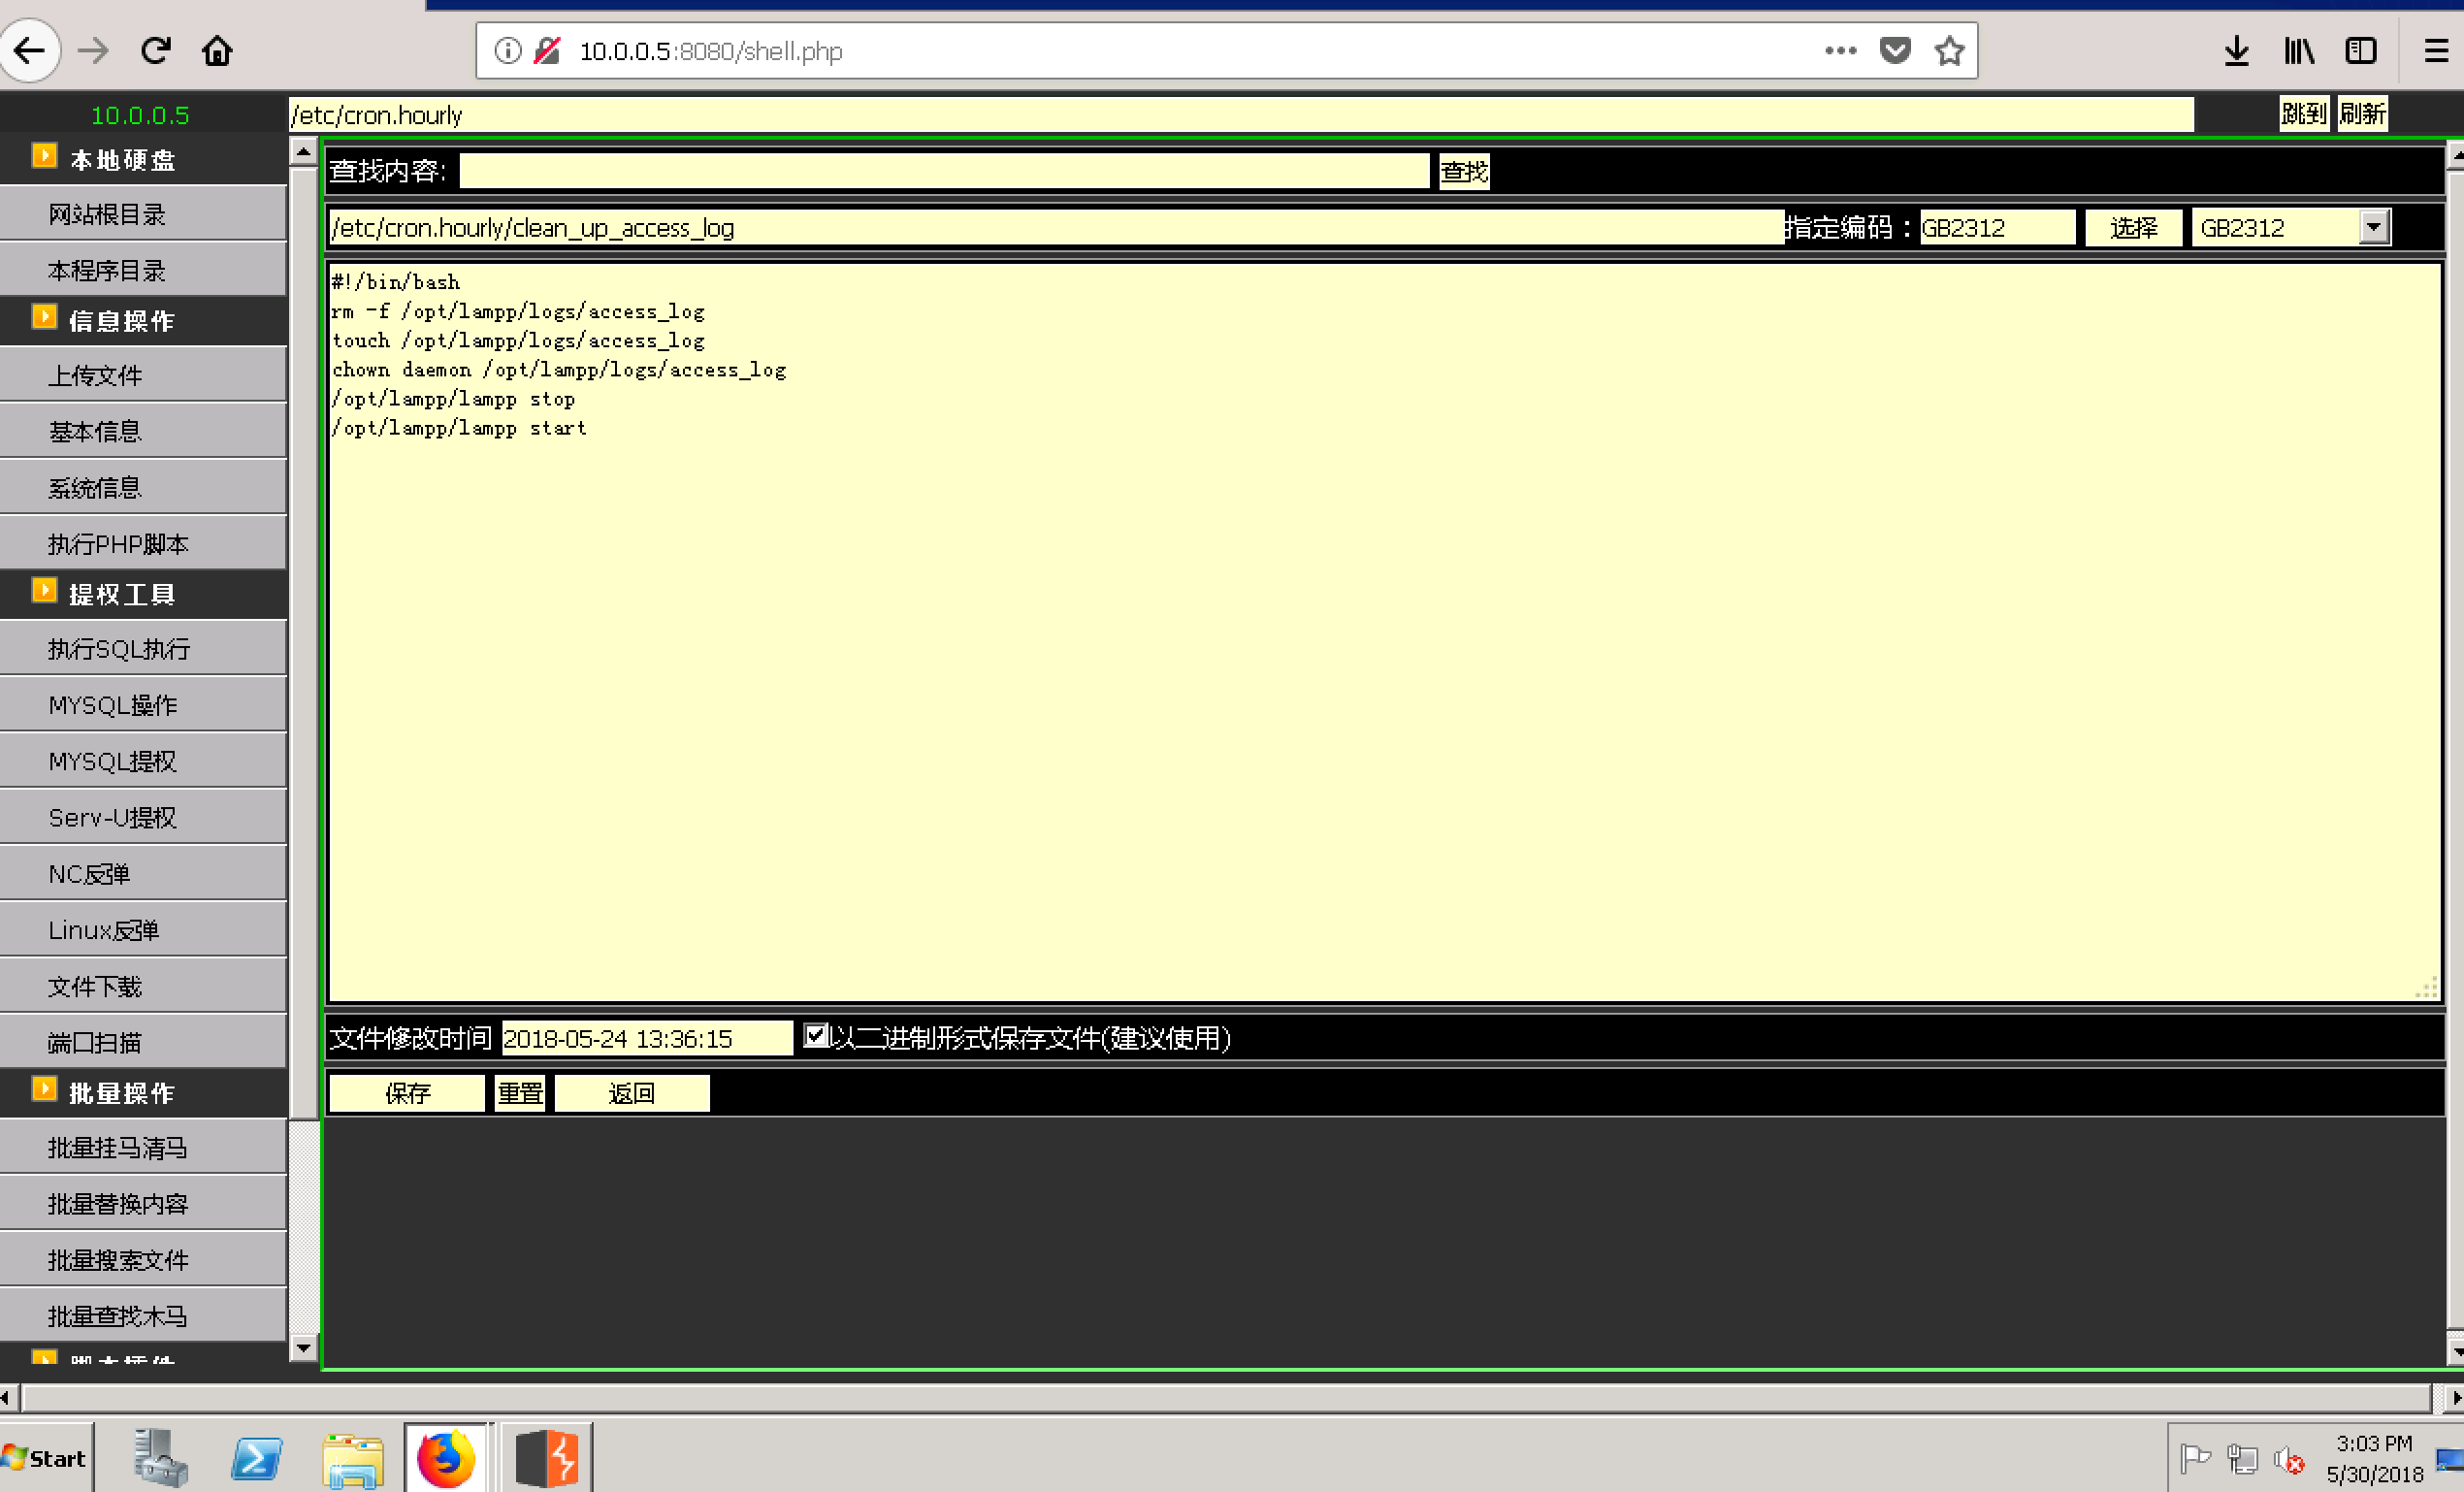 10.0.0.5:8080/shell.php
10.0.0.5
/etc/cron.hourly
跳到 刷新
本地硬盘
网站根目录
本程序目录
信息操作
上传文件
基本信息
系统信息
执行PHP脚本
提权工具
执行SQL执行
MYSQL操作
MYSQL提权
Serv-U提权
NC反弹
Linux反弹
文件下载
端口扫描
批量操作
批量挂马清马
批量替换内容
批量搜索文件
批量查找木马
查找内容: 查找
/etc/cron.hourly/clean_up_access_log 指定编码：GB2312 选择 GB2312
#!/bin/bash
rm -f /opt/lampp/logs/access_log
touch /opt/lampp/logs/access_log
chown daemon /opt/lampp/logs/access_log
/opt/lampp/lampp stop
/opt/lampp/lampp start
文件修改时间 2018-05-24 13:36:15 以二进制形式保存文件(建议使用)
保存 重置 返回
Start
3:03 PM
5/30/2018